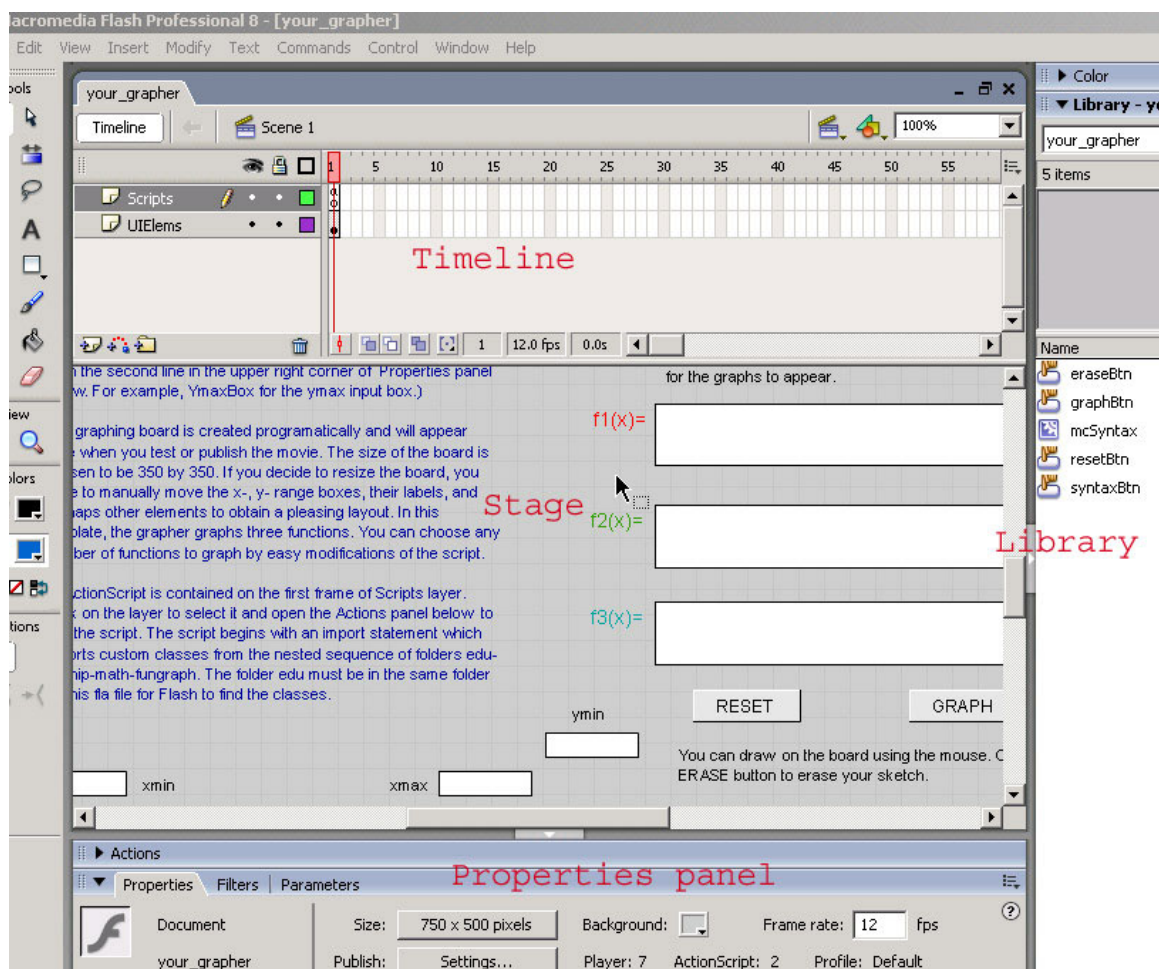 acromedia Flash Professional 8 - [your_grapher]
Edit View Insert Modify Text Commands Control Window Help
ools
your_grapher
Color
Library - y
Timeline
Scene 1
100%
your_grapher
5 items
1 5 10 15 20 25 30 35 40 45 50 55
Scripts
UIElems
Timeline
1 12.0 fps 0.0s
Name
eraseBtn
graphBtn
mcSyntax
resetBtn
syntaxBtn
Library
iew
olors
tions
n the second line in the upper right corner of Properties panel
w. For example, YmaxBox for the ymax input box.)
graphing board is created programatically and will appear
when you test or publish the movie. The size of the board is
sen to be 350 by 350. If you decide to resize the board, you
e to manually move the x-, y- range boxes, their labels, and
haps other elements to obtain a pleasing layout. In this
plate, the grapher graphs three functions. You can choose any
ber of functions to graph by easy modifications of the script.
ActionScript is contained on the first frame of Scripts layer.
k on the layer to select it and open the Actions panel below to
the script. The script begins with an import statement which
orts custom classes from the nested sequence of folders edu-
hip-math-fungraph. The folder edu must be in the same folder
his fla file for Flash to find the classes.
Stage
for the graphs to appear.
f1(x)=
f2(x)=
f3(x)=
RESET
GRAPH
ymin
You can draw on the board using the mouse. C
ERASE button to erase your sketch.
xmin
xmax
Actions
Properties panel
Properties Filters Parameters
Document
Size: 750 x 500 pixels
Background:
Frame rate: 12 fps
your_grapher
Publish: Settings...
Player: 7 ActionScript: 2 Profile: Default